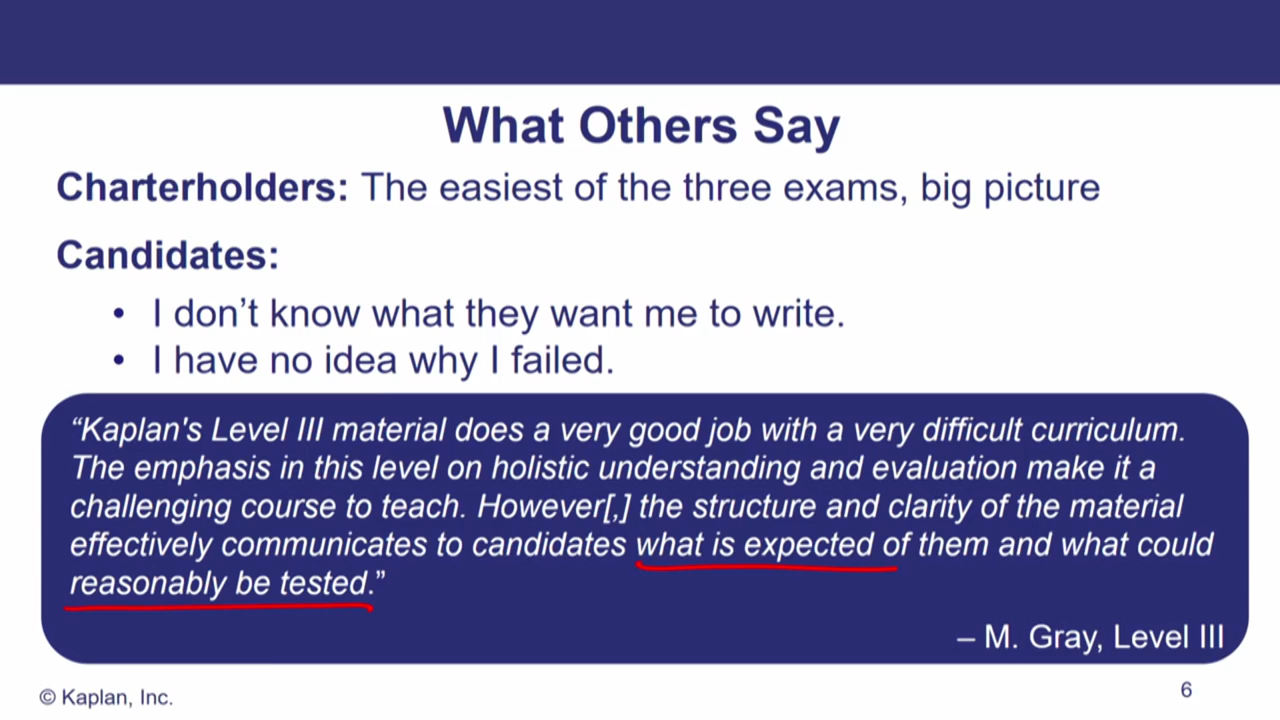 What Others Say
Charterholders: The easiest of the three exams, big picture
Candidates:
• I don’t know what they want me to write.
• I have no idea why I failed.
“Kaplan's Level III material does a very good job with a very difficult curriculum.
The emphasis in this level on holistic understanding and evaluation make it a
challenging course to teach. However[,] the structure and clarity of the material
effectively communicates to candidates what is expected of them and what could
reasonably be tested.”
– M. Gray, Level III
© Kaplan, Inc.
6